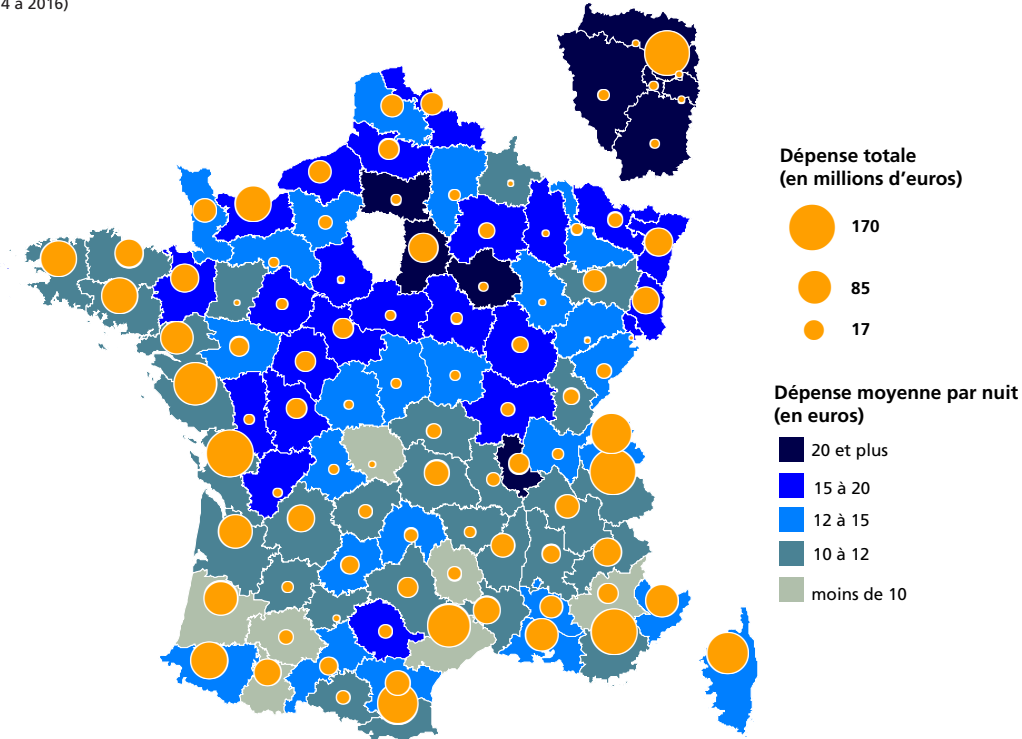 4 à 2016)
Dépense totale
(en millions d’euros)
170
85
17
Dépense moyenne par nuit
(en euros)
20 et plus
15 à 20
12 à 15
10 à 12
moins de 10